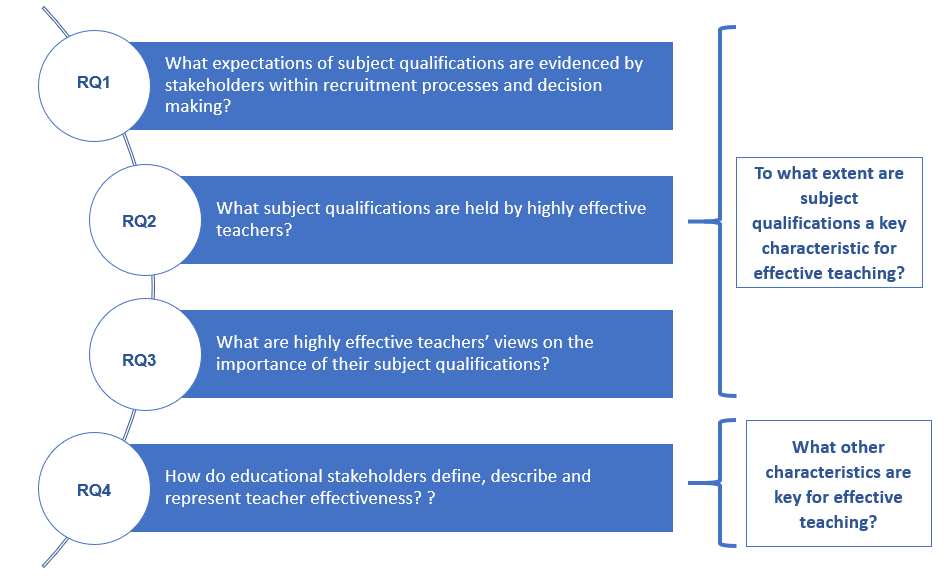 RQ1
What expectations of subject qualifications are evidenced by
stakeholders within recruitment processes and decision
making?
RQ2
What subject qualifications are held by highly effective
teachers?
RQ3
What are highly effective teachers’ views on the
importance of their subject qualifications?
RQ4
How do educational stakeholders define, describe and
represent teacher effectiveness? ?
To what extent are
subject
qualifications a key
characteristic for
effective teaching?
What other
characteristics are
key for effective
teaching?